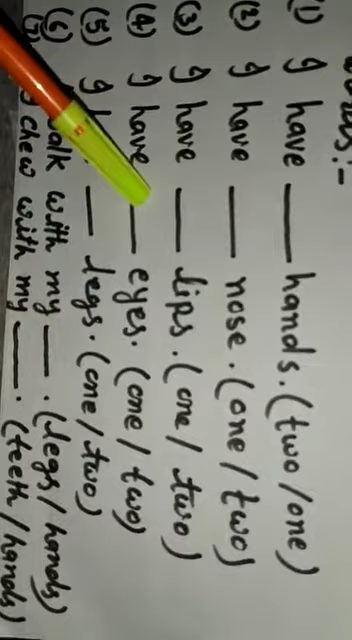 words:-
(1) I have ___ hands. (two/one)
(2) I have ___ nose. (one/two)
(3) I have ___ lips. (one/two)
(4) I have ___ eyes. (one/two)
(5) I ___ legs. (one/two)
(6) walk with my ___. (legs/hands)
(7) chew with my ___. (teeth/hands)